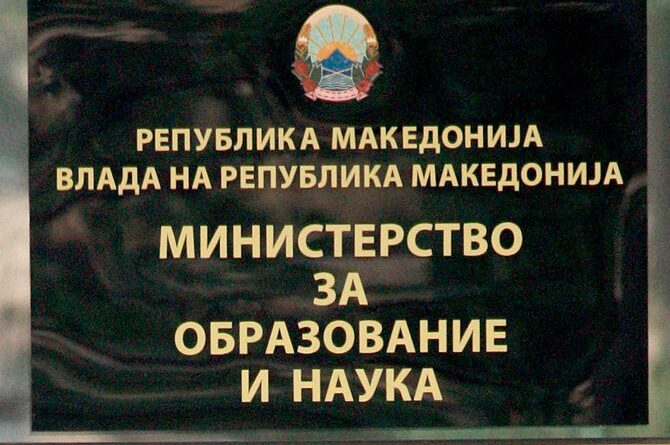 РЕПУБЛИКА МАКЕДОНИЈА
ВЛАДА НА РЕПУБЛИКА МАКЕДОНИЈА
МИНИСТЕРСТВО
ЗА
ОБРАЗОВАНИЕ
И НАУКА